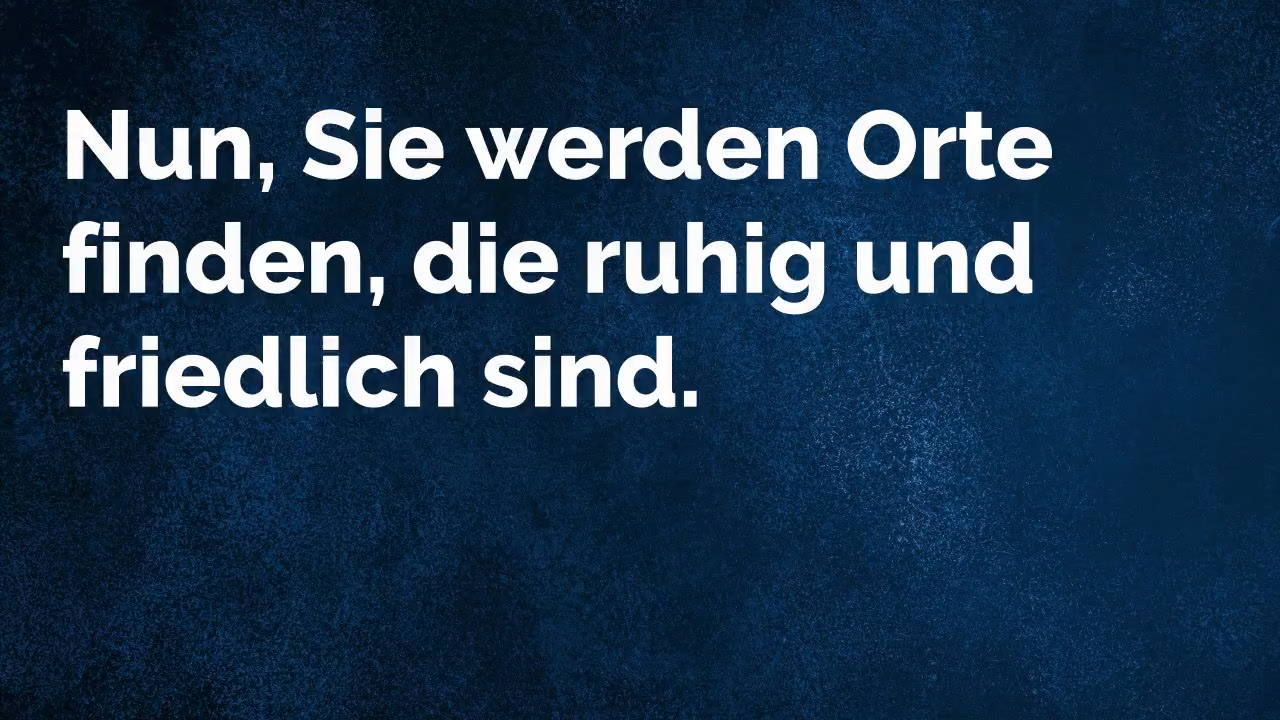 Nun, Sie werden Orte
finden, die ruhig und
friedlich sind.